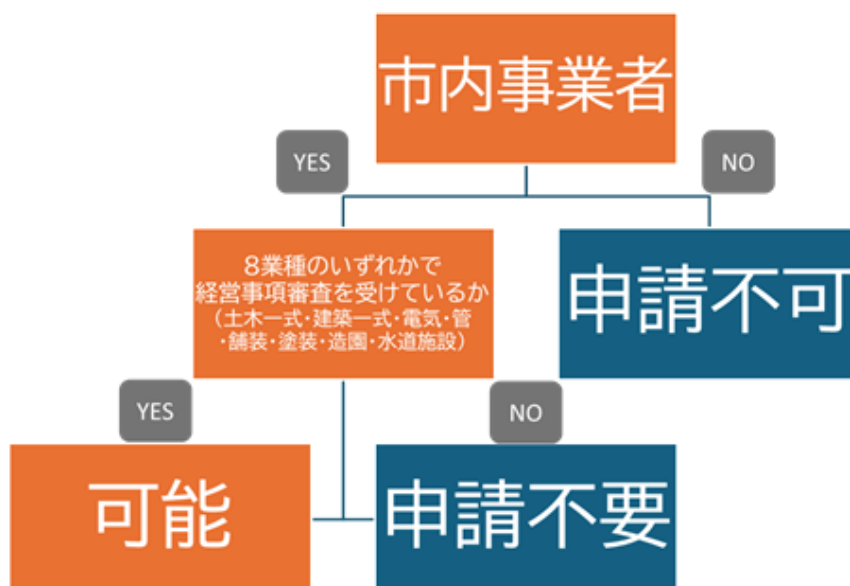 市内事業者
YES
NO
8業種のいずれかで
経営事項審査を受けているか
（土木一式・建築一式・電気・管
・舗装・塗装・造園・水道施設）
申請不可
YES
NO
可能
申請不要